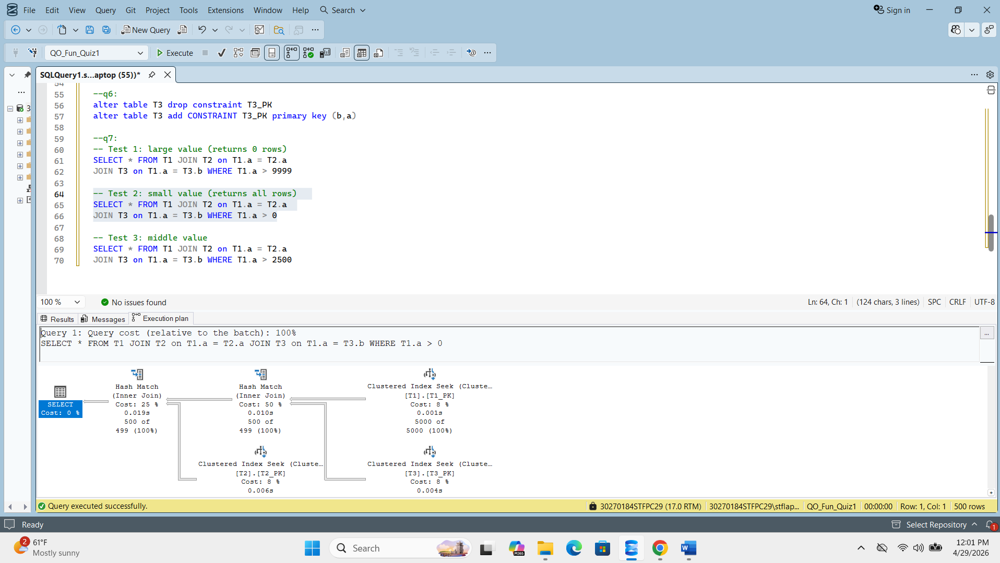 File Edit View Query Git Project Tools Extensions Window Help Search Sign in
New Query
QO_Fun_Quiz1 Execute
SQLQuery1.s...aptop (55))*
54
55 --q6:
56 alter table T3 drop constraint T3_PK
57 alter table T3 add CONSTRAINT T3_PK primary key (b,a)
58
59 --q7:
60 -- Test 1: large value (returns 0 rows)
61 SELECT * FROM T1 JOIN T2 on T1.a = T2.a
62 JOIN T3 on T1.a = T3.b WHERE T1.a > 9999
63
64 -- Test 2: small value (returns all rows)
65 SELECT * FROM T1 JOIN T2 on T1.a = T2.a
66 JOIN T3 on T1.a = T3.b WHERE T1.a > 0
67
68 -- Test 3: middle value
69 SELECT * FROM T1 JOIN T2 on T1.a = T2.a
70 JOIN T3 on T1.a = T3.b WHERE T1.a > 2500
3
100 % No issues found Ln: 64, Ch: 1 (124 chars, 3 lines) SPC CRLF UTF-8
Results Messages Execution plan
Query 1: Query cost (relative to the batch): 100%
SELECT * FROM T1 JOIN T2 on T1.a = T2.a JOIN T3 on T1.a = T3.b WHERE T1.a > 0
SELECT
Cost: 0 %
Hash Match
(Inner Join)
Cost: 25 %
0.019s
500 of
499 (100%)
Hash Match
(Inner Join)
Cost: 50 %
0.010s
500 of
499 (100%)
Clustered Index Seek (Cluste…
[T1].[T1_PK]
Cost: 8 %
0.001s
5000 of
5000 (100%)
Clustered Index Seek (Cluste…
[T2].[T2_PK]
Cost: 8 %
0.006s
Clustered Index Seek (Cluste…
[T3].[T3_PK]
Cost: 8 %
0.004s
Query executed successfully. 30270184STFPC29 (17.0 RTM) 30270184STFPC29\stflap... QO_Fun_Quiz1 00:00:00 Row: 1, Col: 1 500 rows
Ready Select Repository 1
2 61°F
Mostly sunny
Search
M365
12:01 PM
4/29/2026